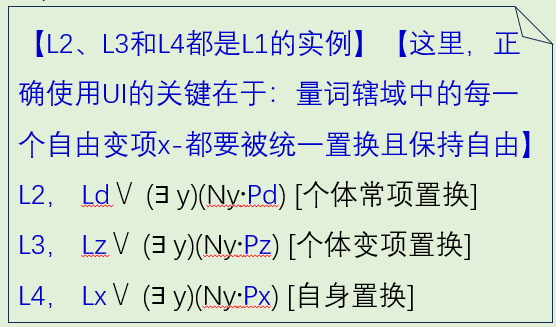 【L2、L3和L4都是L1的实例】【这里，正
确使用UI的关键在于：量词辖域中的每一
个自由变项x-都要被统一置换且保持自由】
L2， Ld∨ (∃ y)(Ny·Pd) [个体常项置换]
L3， Lz∨ (∃ y)(Ny·Pz) [个体变项置换]
L4， Lx∨ (∃ y)(Ny·Px) [自身置换]